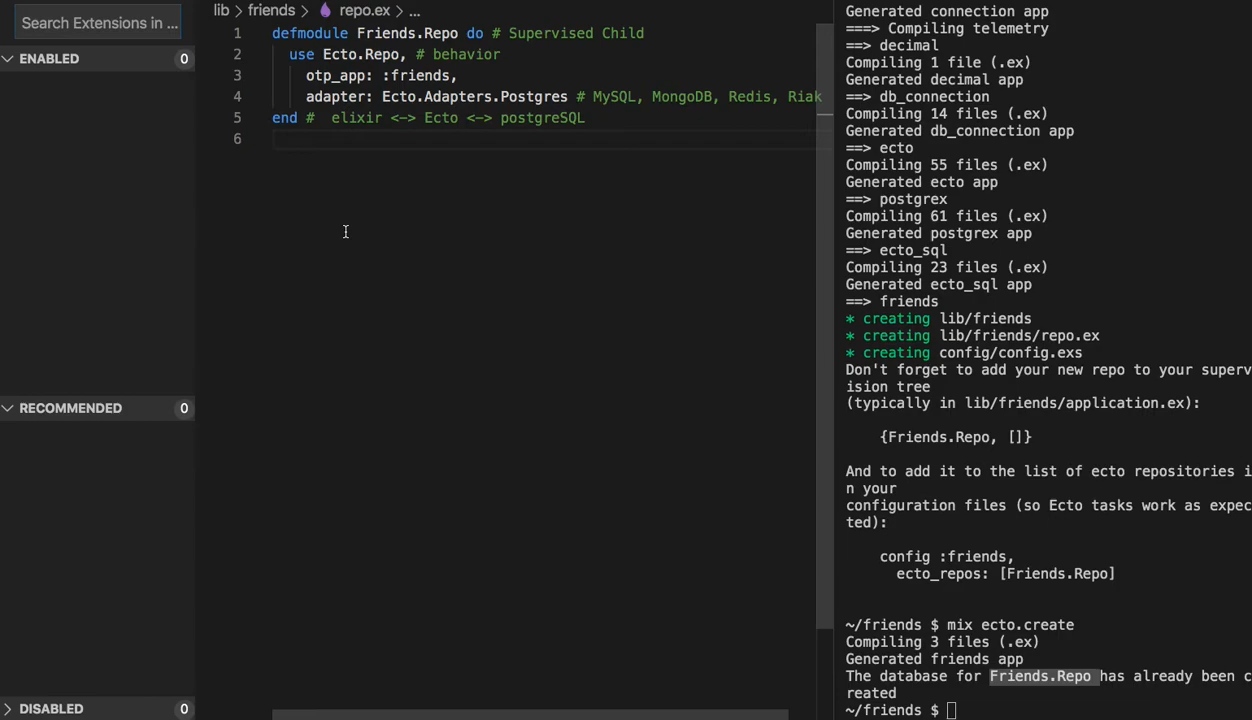 Search Extensions in ...
ENABLED
0
RECOMMENDED
0
DISABLED
0
lib > friends > repo.ex > ...
1 defmodule Friends.Repo do # Supervised Child
2 use Ecto.Repo, # behavior
3 otp_app: :friends,
4 adapter: Ecto.Adapters.Postgres # MySQL, MongoDB, Redis, Riak
5 end # elixir <-> Ecto <-> postgreSQL
6
Generated connection app
===> Compiling telemetry
==> decimal
Compiling 1 file (.ex)
Generated decimal app
==> db_connection
Compiling 14 files (.ex)
Generated db_connection app
==> ecto
Compiling 55 files (.ex)
Generated ecto app
==> postgrex
Compiling 61 files (.ex)
Generated postgrex app
==> ecto_sql
Compiling 23 files (.ex)
Generated ecto_sql app
==> friends
* creating lib/friends
* creating lib/friends/repo.ex
* creating config/config.exs
Don't forget to add your new repo to your superv
ision tree
(typically in lib/friends/application.ex):
{Friends.Repo, []}
And to add it to the list of ecto repositories i
n your
configuration files (so Ecto tasks work as expec
ted):
config :friends,
ecto_repos: [Friends.Repo]
~/friends $ mix ecto.create
Compiling 3 files (.ex)
Generated friends app
The database for Friends.Repo has already been c
reated
~/friends $